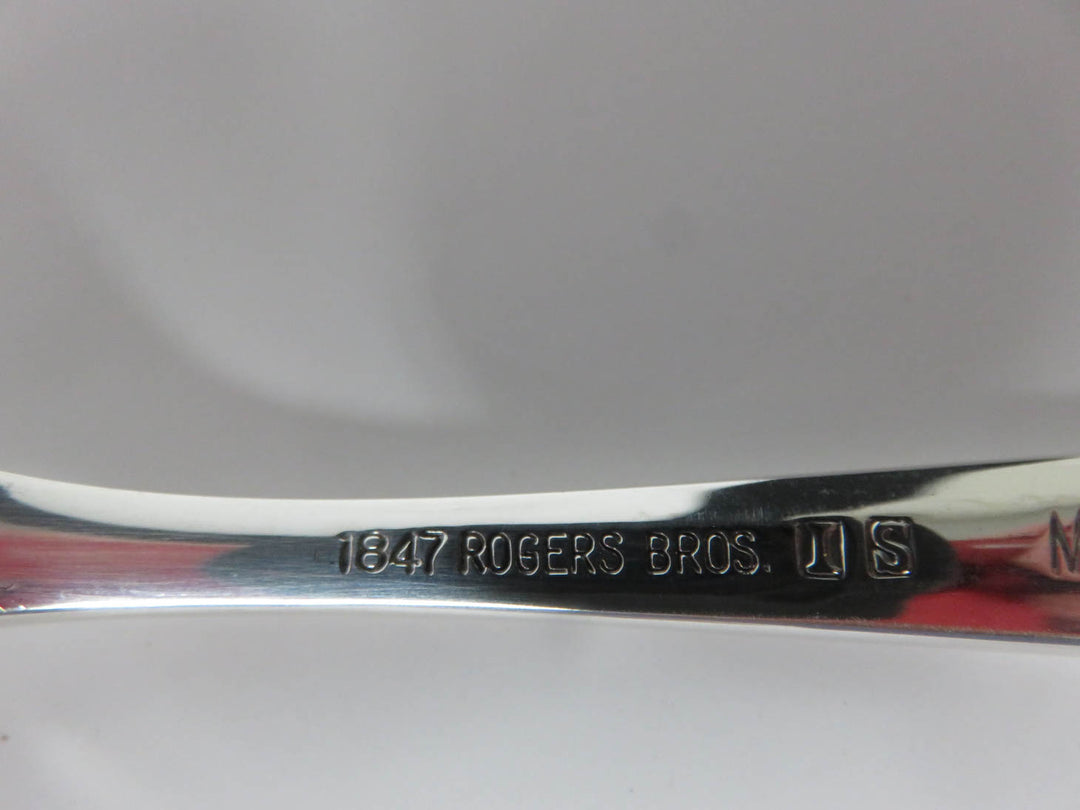 1847 ROGERS BROS. I S